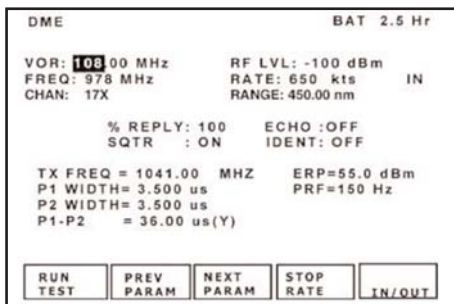 DME BAT 2.5 Hr
VOR: 108.00 MHz RF LVL: -100 dBm
FREQ: 978 MHz RATE: 650 kts IN
CHAN: 17X RANGE: 450.00 nm
% REPLY: 100 ECHO :OFF
SQTR : ON IDENT: OFF
TX FREQ = 1041.00 MHZ ERP=55.0 dBm
P1 WIDTH= 3.500 us PRF=150 Hz
P2 WIDTH= 3.500 us
P1-P2 = 36.00 us(Y)
RUN TEST PREV PARAM NEXT PARAM STOP RATE IN/OUT